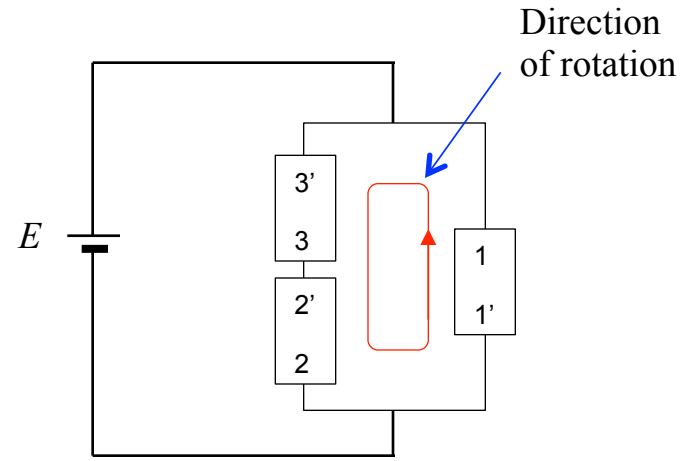 Direction
of rotation
E
3’
3
2’
2
1
1’